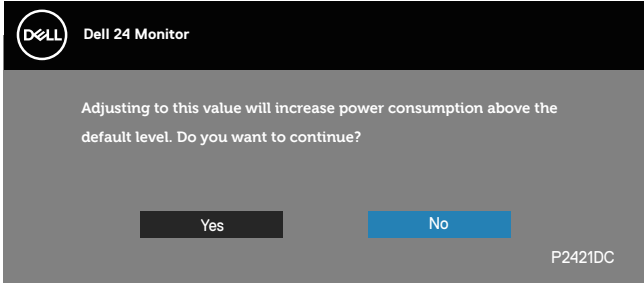 DELL
Dell 24 Monitor
Adjusting to this value will increase power consumption above the
default level. Do you want to continue?
Yes
No
P2421DC